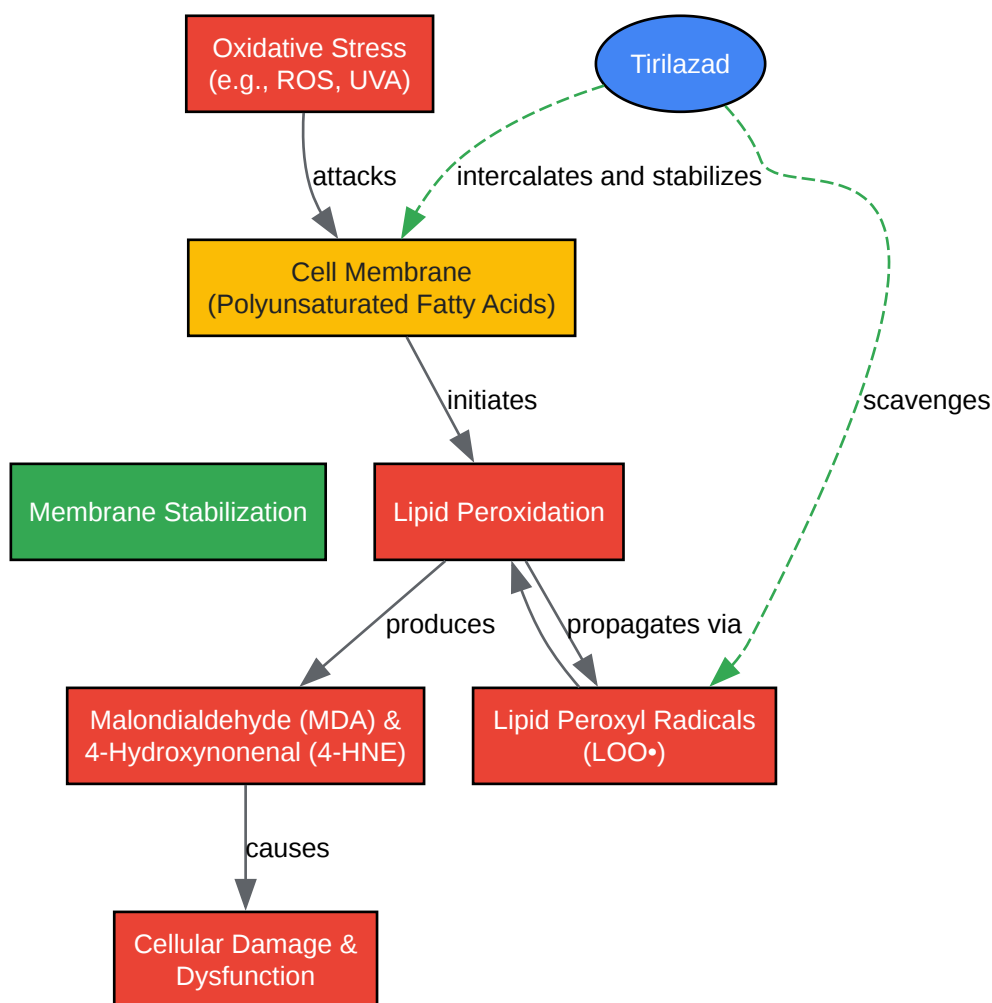 Oxidative Stress
(e.g., ROS, UVA)
Tirilazad
attacks
intercalates and stabilizes
Cell Membrane
(Polyunsaturated Fatty Acids)
initiates
scavenges
Membrane Stabilization
Lipid Peroxidation
produces
propagates via
Malondialdehyde (MDA) &
4-Hydroxynonenal (4-HNE)
Lipid Peroxyl Radicals
(LOO•)
causes
Cellular Damage &
Dysfunction